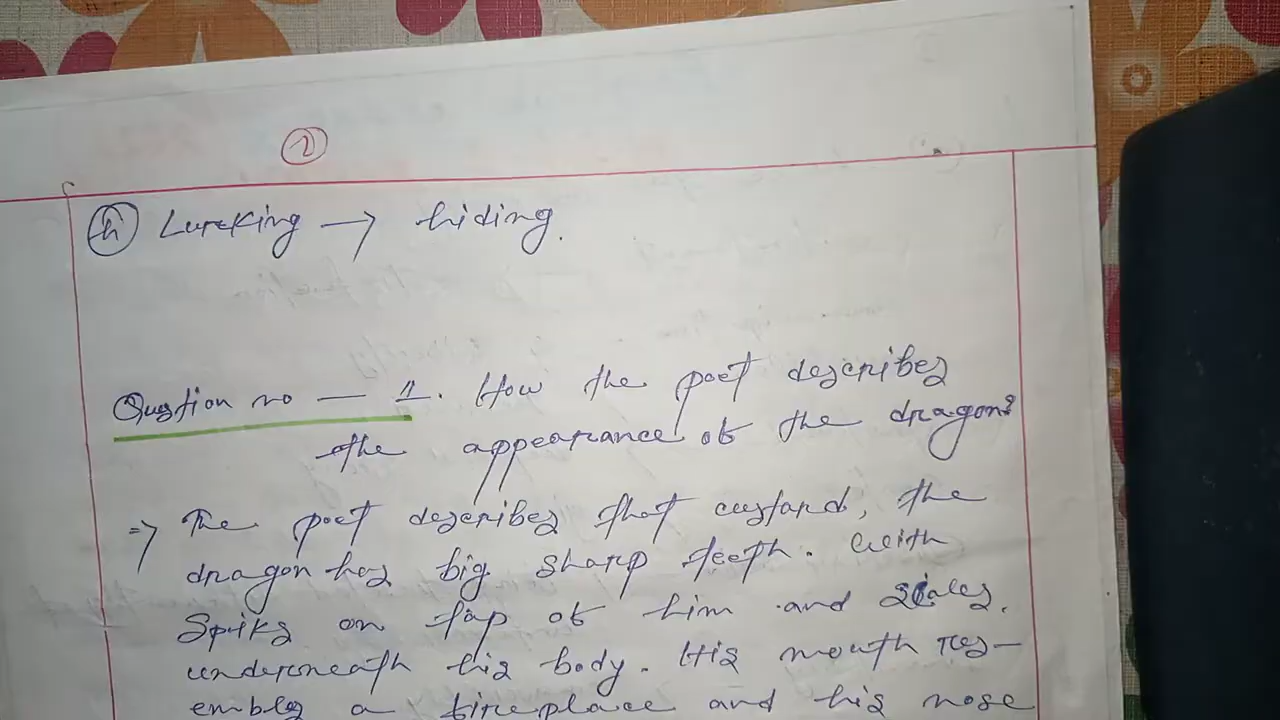 2
h Lurking → hiding.
Question no — 1. How the poet describes
the appearance of the dragon?
⇒ The poet describes that custard, the
dragon has big sharp teeth. With
Spiks on top of him and scales.
underneath his body. His mouth res-
embles a fireplace and his nose